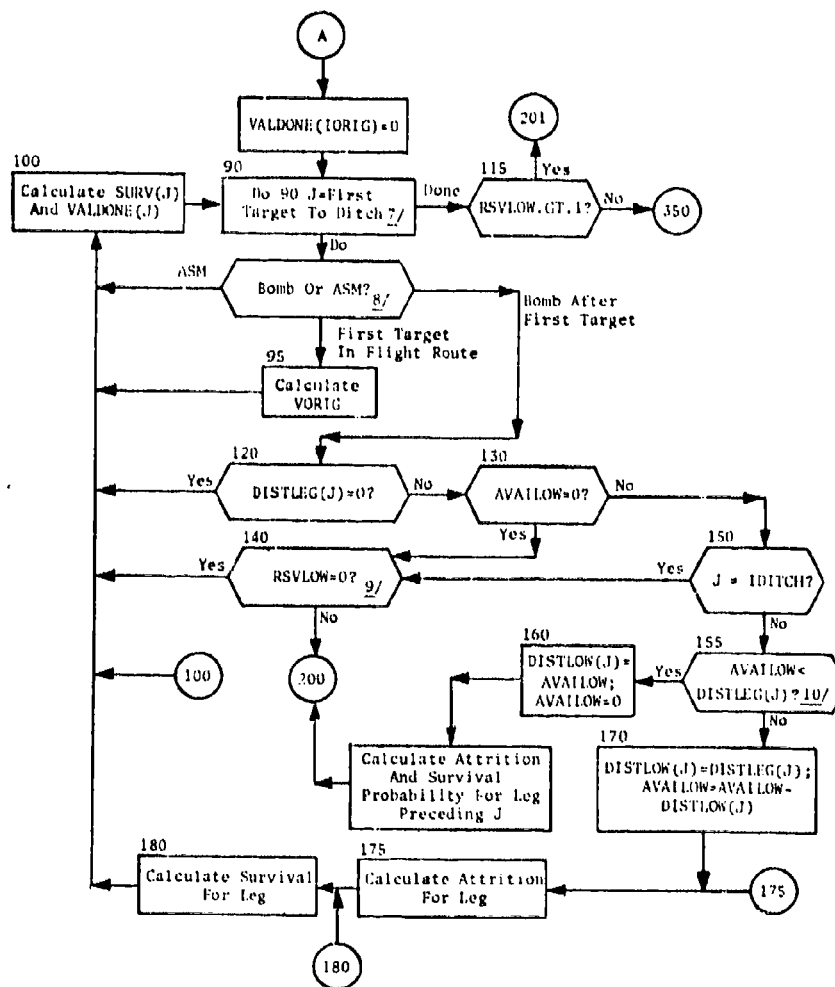 A
VALDONE(IORIG)=0
201
100
90
115
Yes
Calculate SURV(J)
And VALDONE(J)
Do 90 J=First
Target To Ditch 7/
Done
RSVLOW.GT.1?
No
350
Do
ASM
Bomb Or ASM?
8/
Bomb After
First Target
First Target
In Flight Route
95
Calculate
VORIG
120
130
Yes
DISTLEG(J)=0?
No
AVAILOW=0?
No
140
Yes
150
Yes
RSVLOW=0?
9/
Yes
J = IDITCH?
No
No
160
155
100
200
DISTLOW(J)=
AVAILOW;
AVAILOW=0
Yes
AVAILOW<
DISTLEG(J)? 10/
No
170
Calculate Attrition
And Survival
Probability For Leg
Preceding J
DISTLOW(J)=DISTLEG(J);
AVAILOW=AVAILOW-
DISTLOW(J)
180
175
Calculate Survival
For Leg
Calculate Attrition
For Leg
175
180